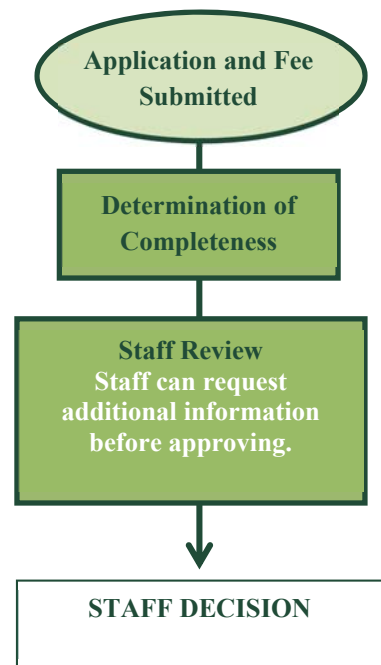 Application and Fee
Submitted
Determination of
Completeness
Staff Review
Staff can request
additional information
before approving.
STAFF DECISION